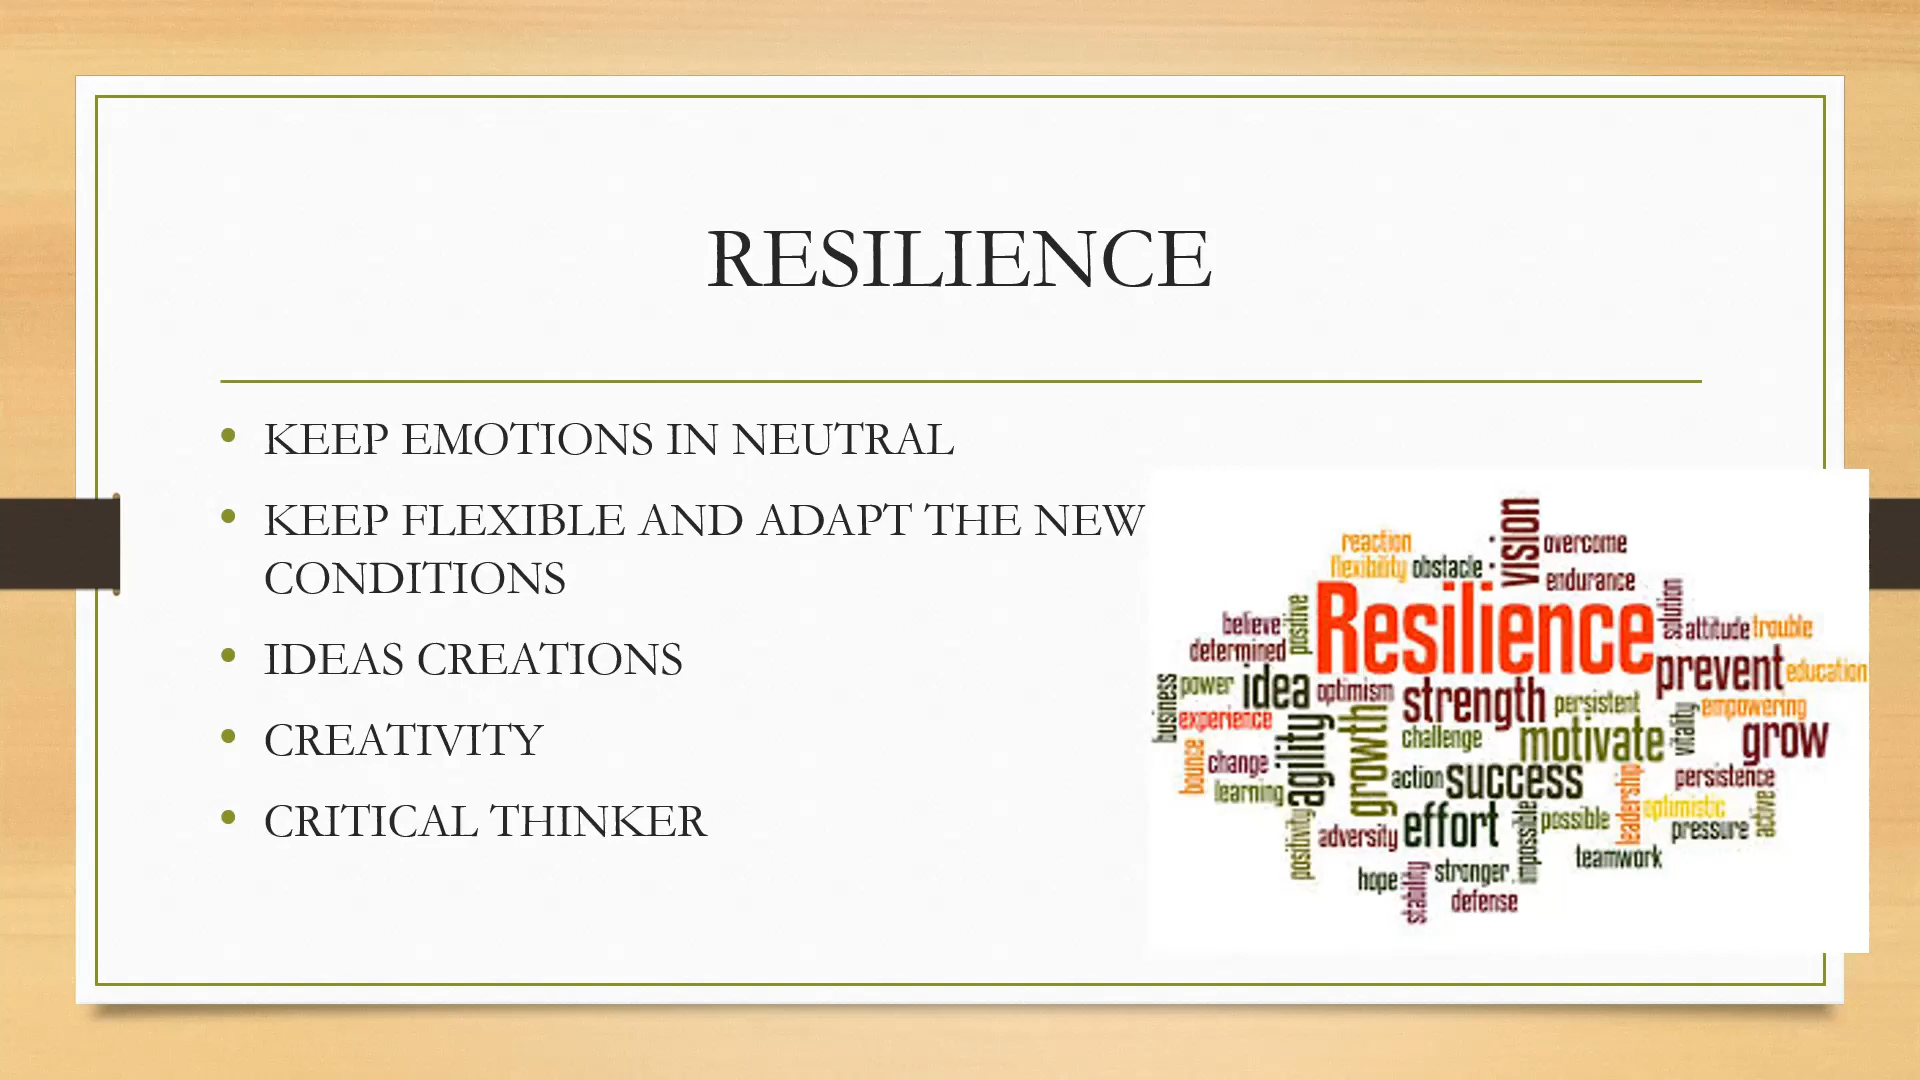 RESILIENCE
• KEEP EMOTIONS IN NEUTRAL
• KEEP FLEXIBLE AND ADAPT THE NEW
CONDITIONS
• IDEAS CREATIONS
• CREATIVITY
• CRITICAL THINKER
vision
reaction
overcome
flexibility obstacle
endurance
Resilience
solution
believe
positive
attitude trouble
determined
prevent education
business
power idea optimism strength persistent
vitality
empowering
experience
agility
growth
challenge motivate grow
bounce
change
action success
leadership
persistence
learning
optimistic
active
positivity
adversity effort
impossible
possible
pressure
teamwork
hope
stability
stronger
defense